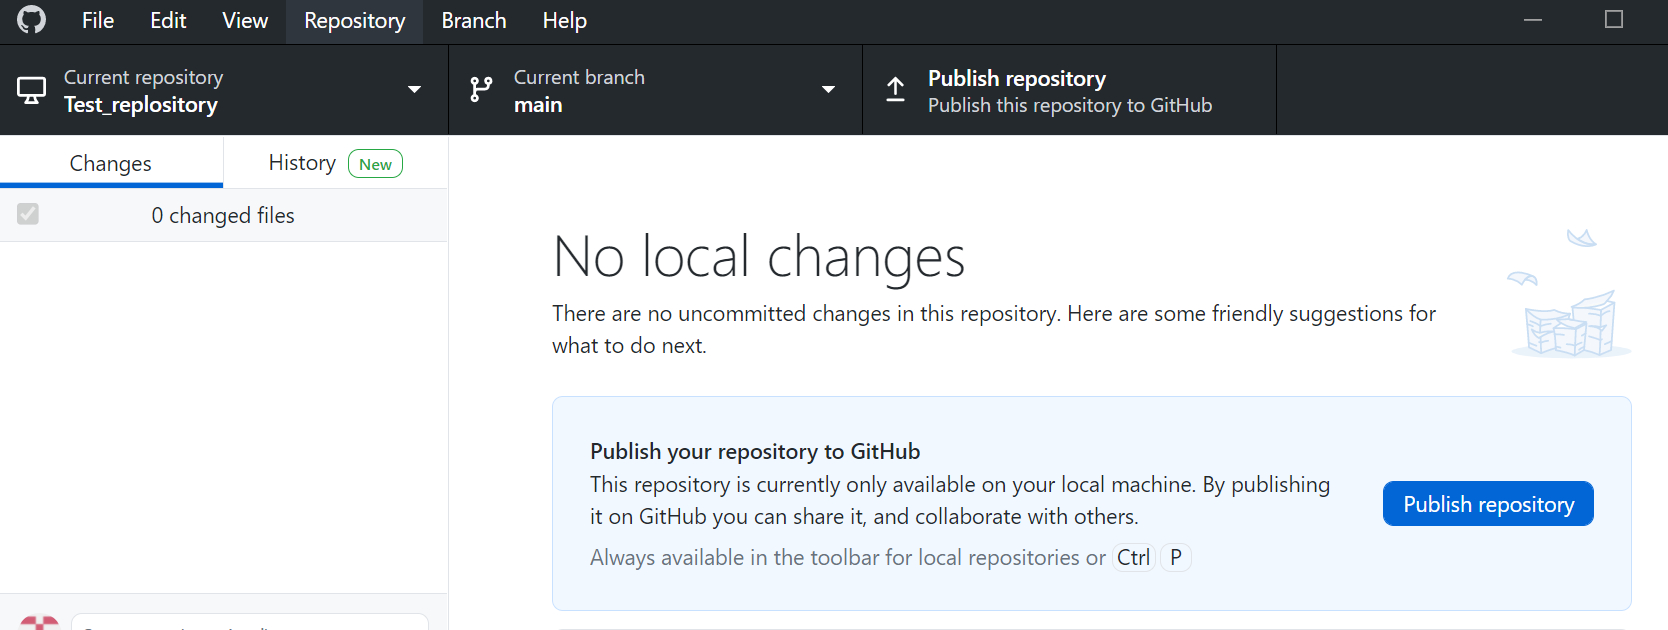 File Edit View Repository Branch Help
Current repository
Test_replository
Current branch
main
Publish repository
Publish this repository to GitHub
Changes
History New
0 changed files
No local changes
There are no uncommitted changes in this repository. Here are some friendly suggestions for
what to do next.
Publish your repository to GitHub
This repository is currently only available on your local machine. By publishing
it on GitHub you can share it, and collaborate with others.
Always available in the toolbar for local repositories or Ctrl P
Publish repository